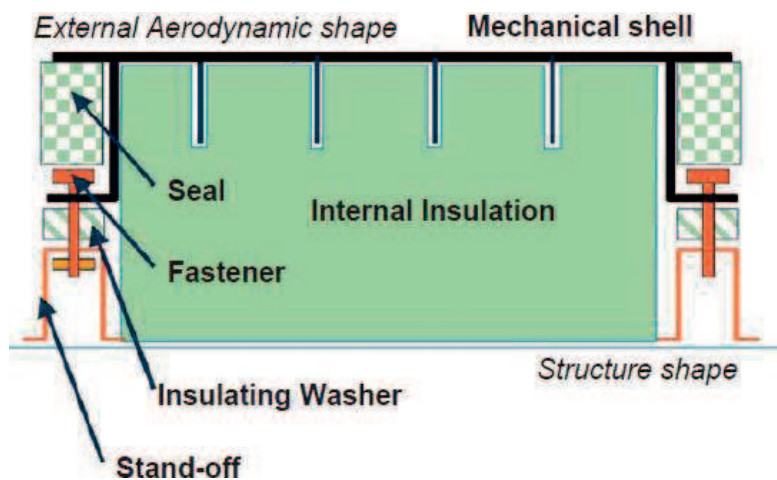 External Aerodynamic shape
Mechanical shell
Seal
Internal Insulation
Fastener
Structure shape
Insulating Washer
Stand-off